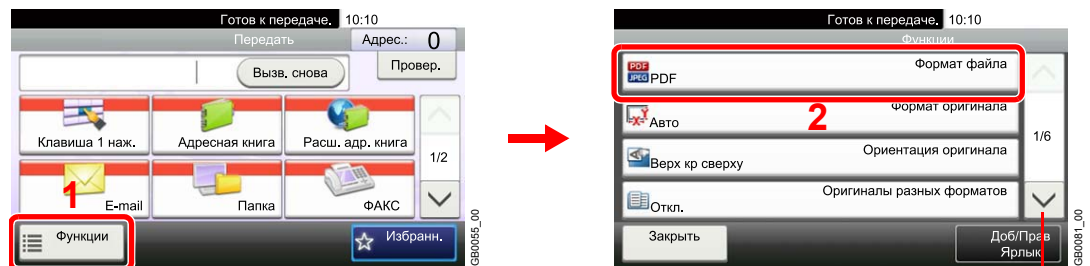 Готов к передаче. 10:10
Передать
Адрес.: 0
Вызв. снова
Провер.
Клавиша 1 наж.
Адресная книга
Расш. адр. книга
1/2
1
E-mail
Папка
ФАКС
Функции
Избранн.
GB0055_00
Готов к передаче. 10:10
Функции
Формат файла
PDF
JPEG
PDF
Формат оригинала
X
Y
Авто
2
1/6
Ориентация оригинала
Верх кр сверху
Оригиналы разных форматов
Откл.
Закрыть
Доб/Прав
Ярлык
GB0081_00